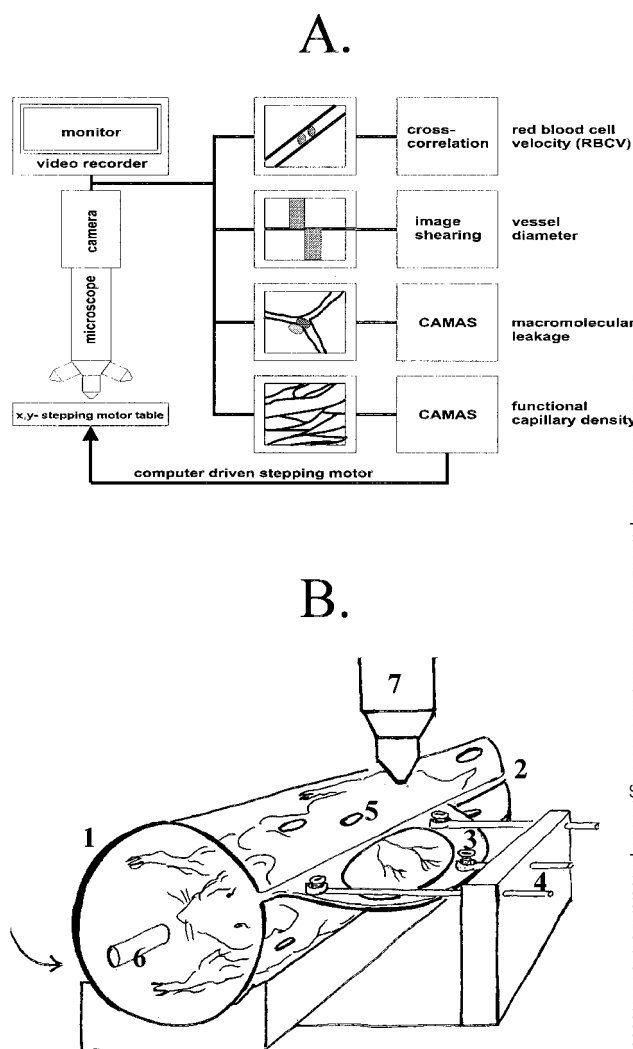 A.
monitor
video recorder
camera
microscope
x,y- stepping motor table
cross-
correlation
red blood cell
velocity (RBCV)
image
shearing
vessel
diameter
CAMAS
macromolecular
leakage
CAMAS
functional
capillary density
computer driven stepping motor
B.
7
2
1
5
3
4
6